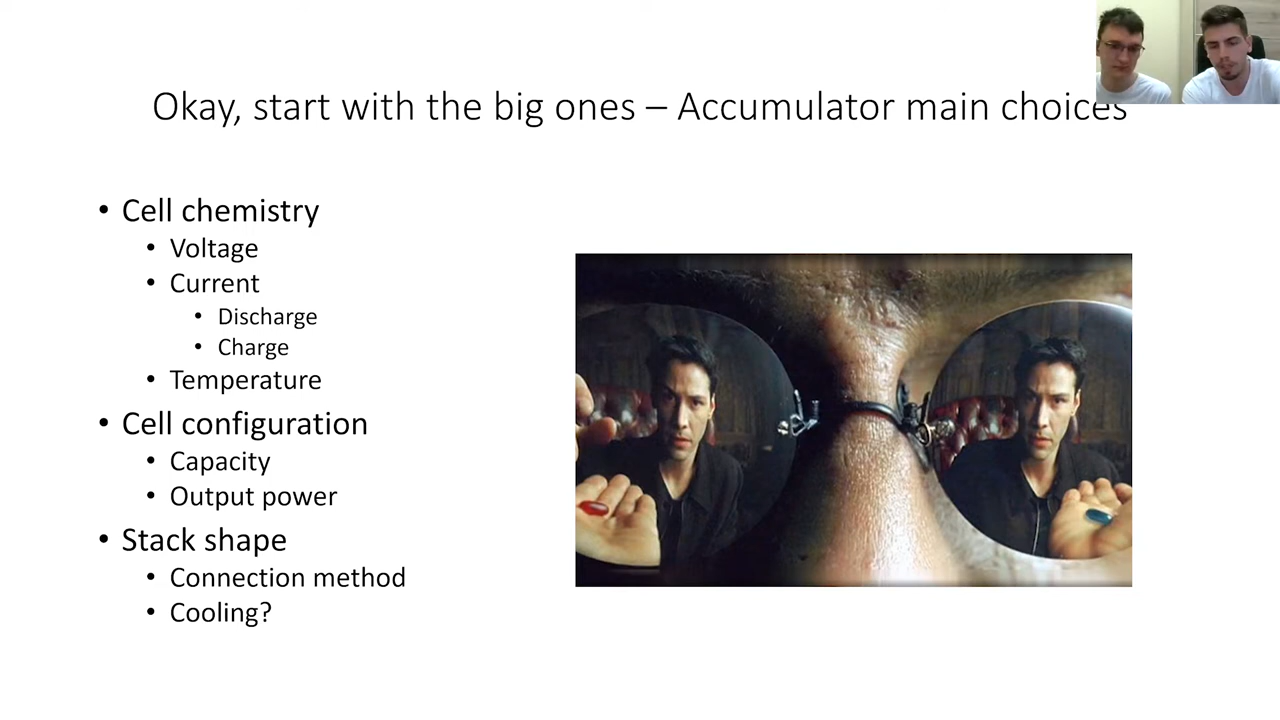 Okay, start with the big ones – Accumulator main choices
• Cell chemistry
• Voltage
• Current
• Discharge
• Charge
• Temperature
• Cell configuration
• Capacity
• Output power
• Stack shape
• Connection method
• Cooling?